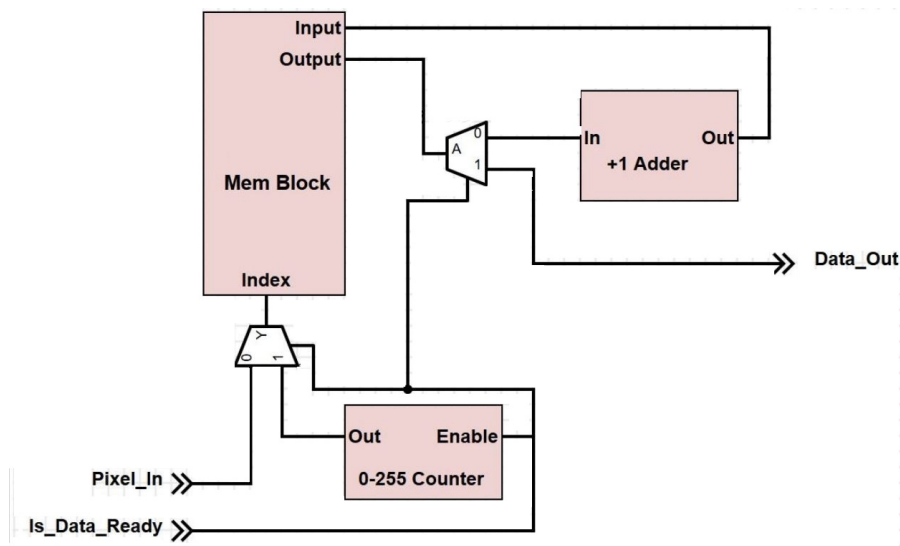 Input
Output
Mem Block
Index
A
0
1
In
Out
+1 Adder
Data_Out
Y
0
1
Out
Enable
0-255 Counter
Pixel_In
Is_Data_Ready